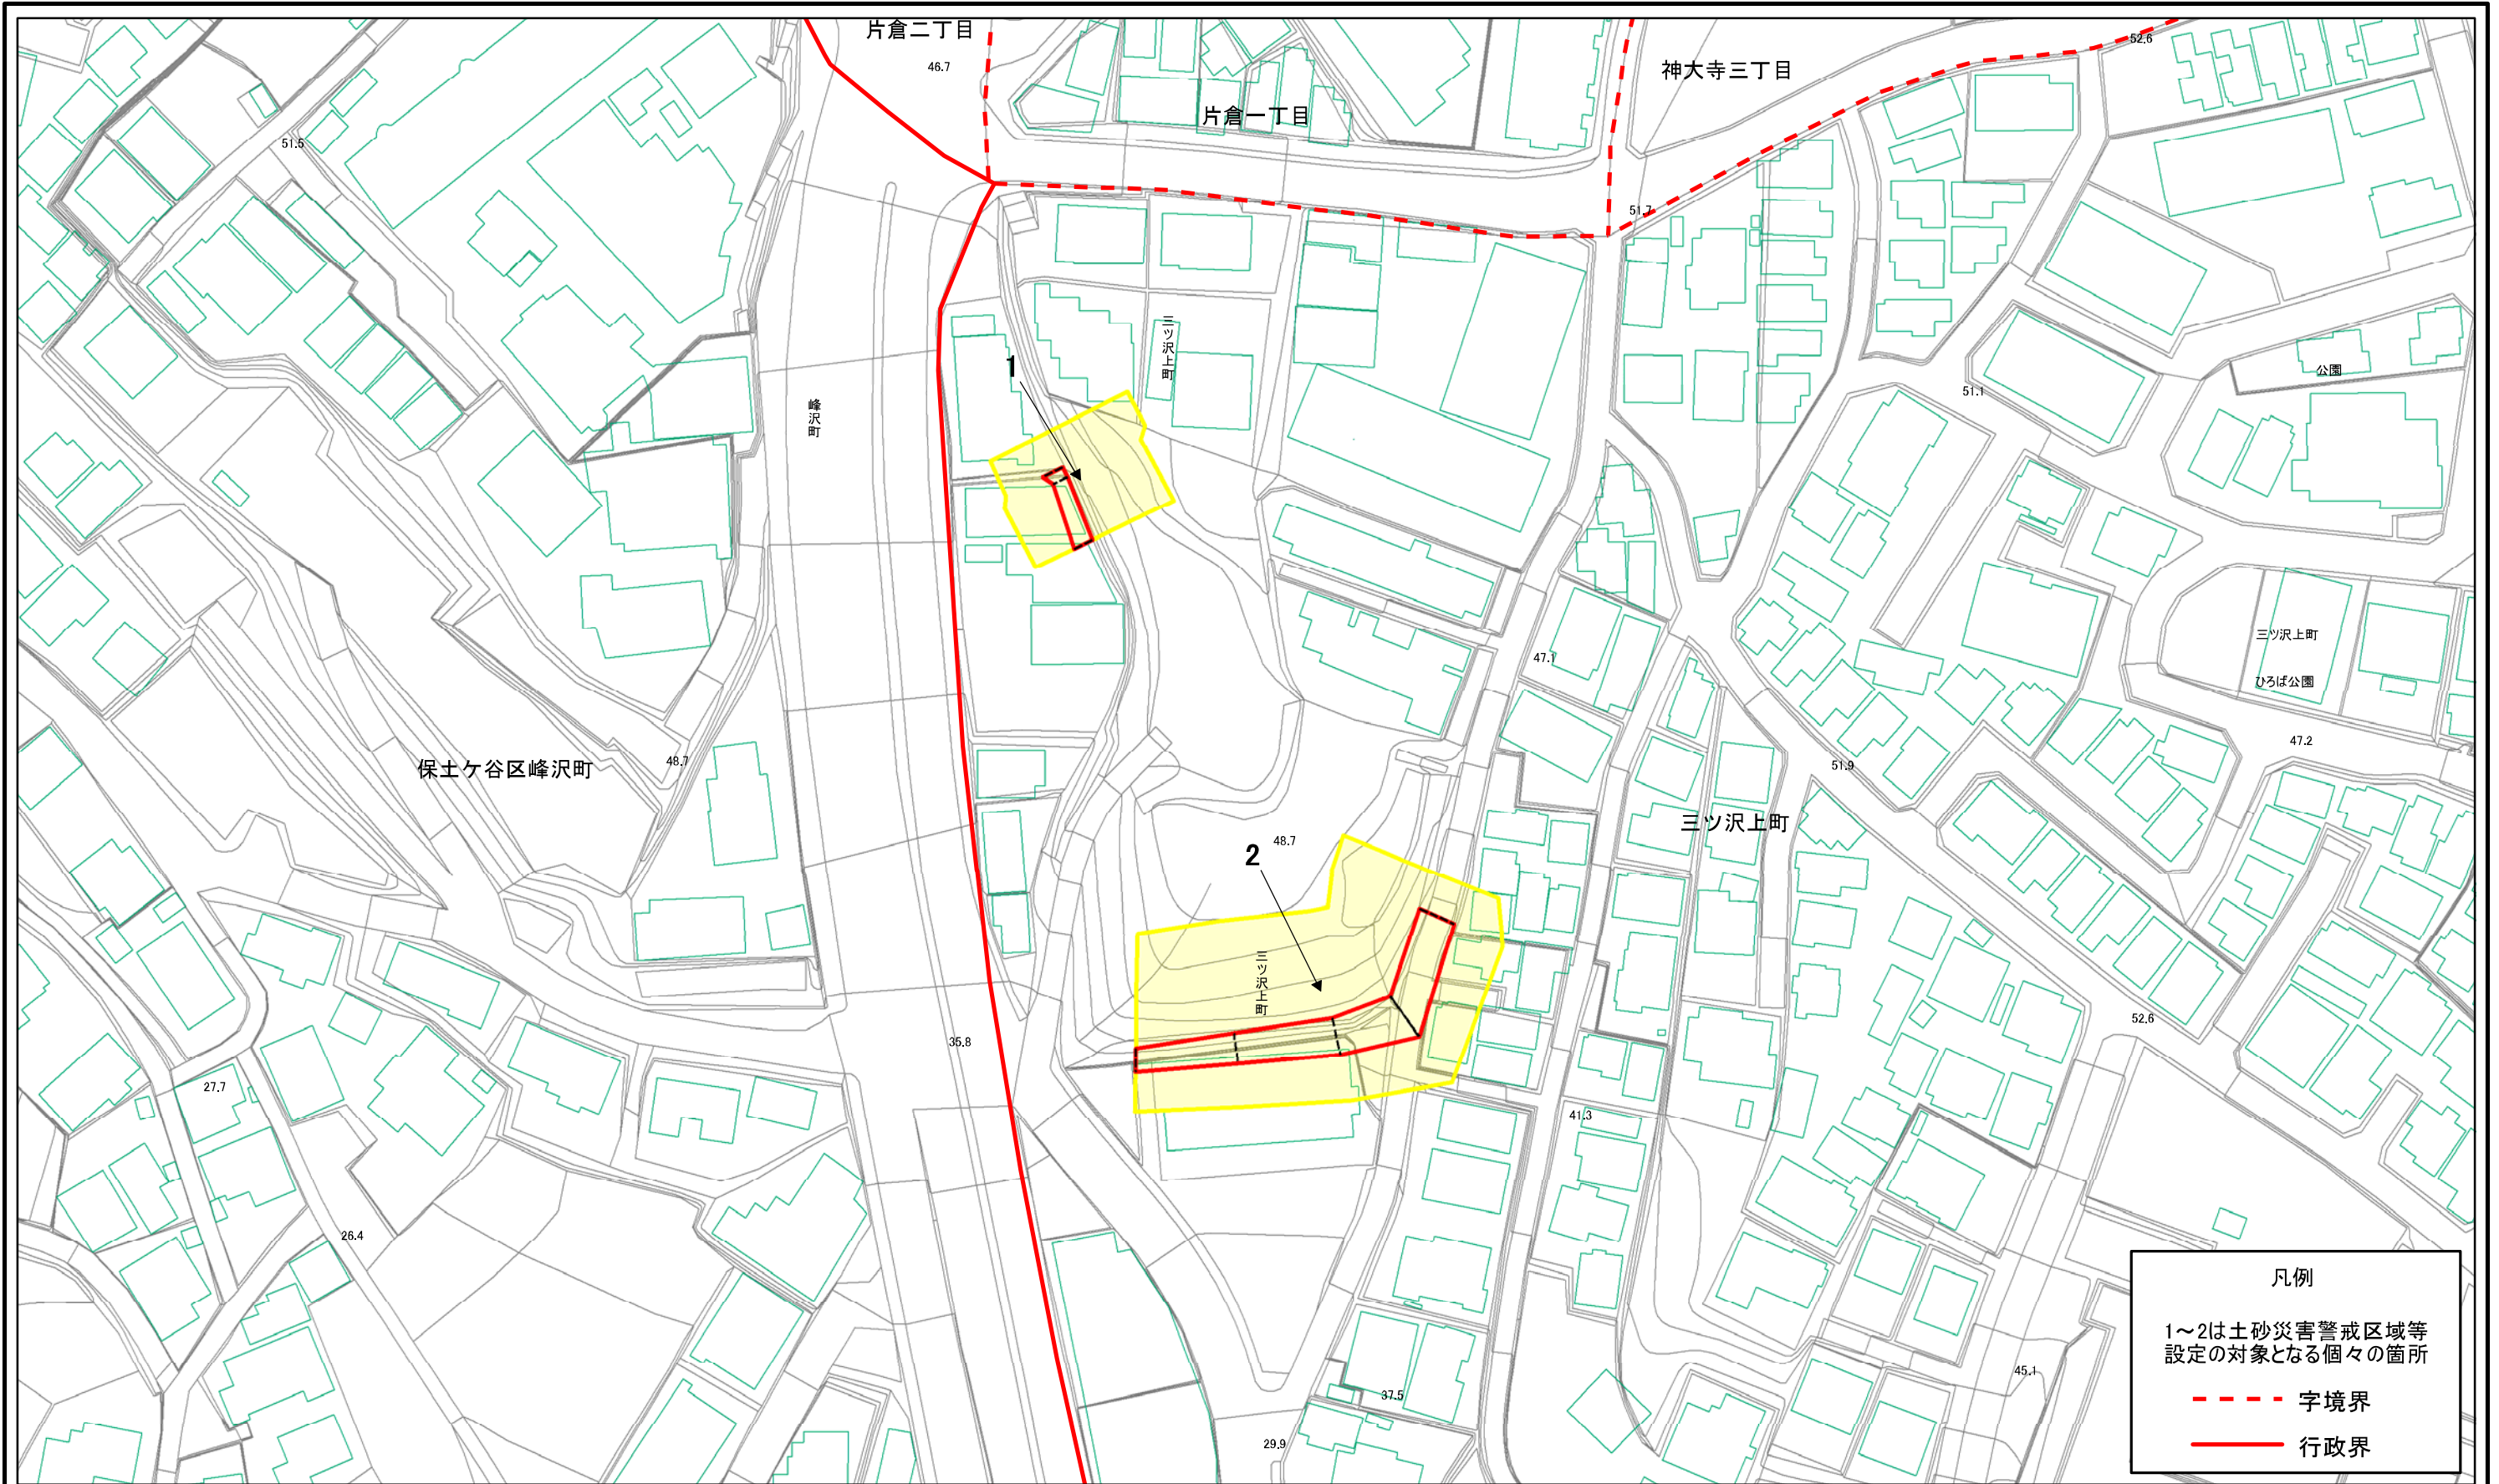 片倉二丁目
46.7
片倉一丁目
神大寺三丁目
52.6
51.5
51.7
三ツ沢上町
1
峰沢町
公園
51.1
三ツ沢上町
ひろば公園
47.1
47.2
48.7
保土ケ谷区峰沢町
51.9
三ツ沢上町
48.7
2
三ツ沢上町
35.8
52.6
27.7
41.3
26.4
45.1
37.5
29.9
凡例
1～2は土砂災害警戒区域等
設定の対象となる個々の箇所
字境界
行政界